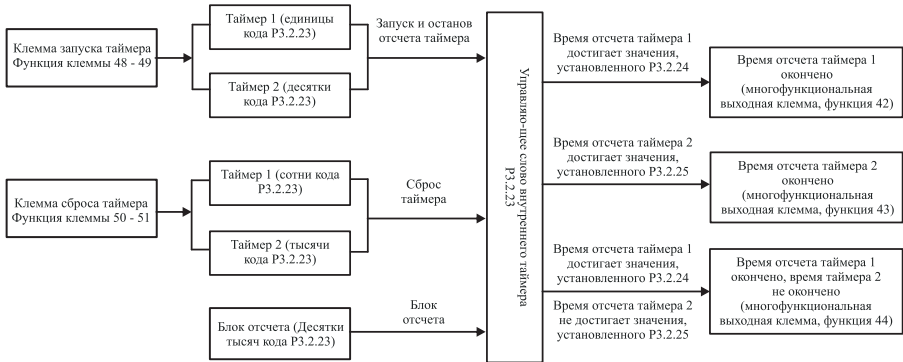 Клемма запуска таймера
Функция клеммы 48 - 49
Таймер 1 (единицы
кода P3.2.23)
Таймер 2 (десятки
кода P3.2.23)
Запуск и останов
отсчета таймера
Клемма сброса таймера
Функция клеммы 50 - 51
Таймер 1 (сотни кода
P3.2.23)
Таймер 2 (тысячи
кода P3.2.23)
Сброс
таймера
Блок отсчета (Десятки
тысяч кода P3.2.23)
Блок
отсчета
Управляю-щее слово внутреннего таймера
P3.2.23
Время отсчета таймера 1
достигает значения,
установленного P3.2.24
Время отсчета таймера 1
окончено
(многофункциональная
выходная клемма, функция 42)
Время отсчета таймера 2
достигает значения,
установленного P3.2.25
Время отсчета таймера 2
окончено
(многофункциональная
выходная клемма, функция 43)
Время отсчета таймера 1
достигает значения,
установленного P3.2.24
Время отсчета таймера 2
не достигает значения,
установленного P3.2.25
Время отсчета таймера 1
окончено, время таймера 2
не окончено
(многофункциональная
выходная клемма, функция 44)